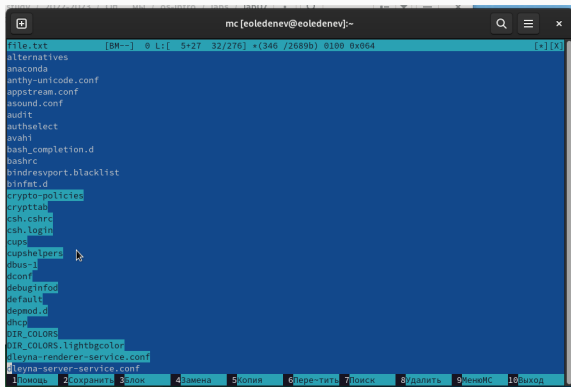 mc [eoledenev@eoledenev]:~
file.txt [BM--] 0 L:[ 5+27 32/276] *(346 /2689b) 0100 0x064 [*][X]
alternatives
anaconda
anthy-unicode.conf
appstream.conf
asound.conf
audit
authselect
avahi
bash_completion.d
bashrc
bindresvport.blacklist
binfmt.d
crypto-policies
crypttab
csh.cshrc
csh.login
cups
cupshelpers
dbus-1
dconf
debuginfod
default
depmod.d
dhcp
DIR_COLORS
DIR_COLORS.lightbgcolor
dleyna-renderer-service.conf
dleyna-server-service.conf
1Помощь 2Сохранить 3Блок 4Замена 5Копия 6Пере~тить 7Поиск 8Удалить 9МенюMC 10Выход